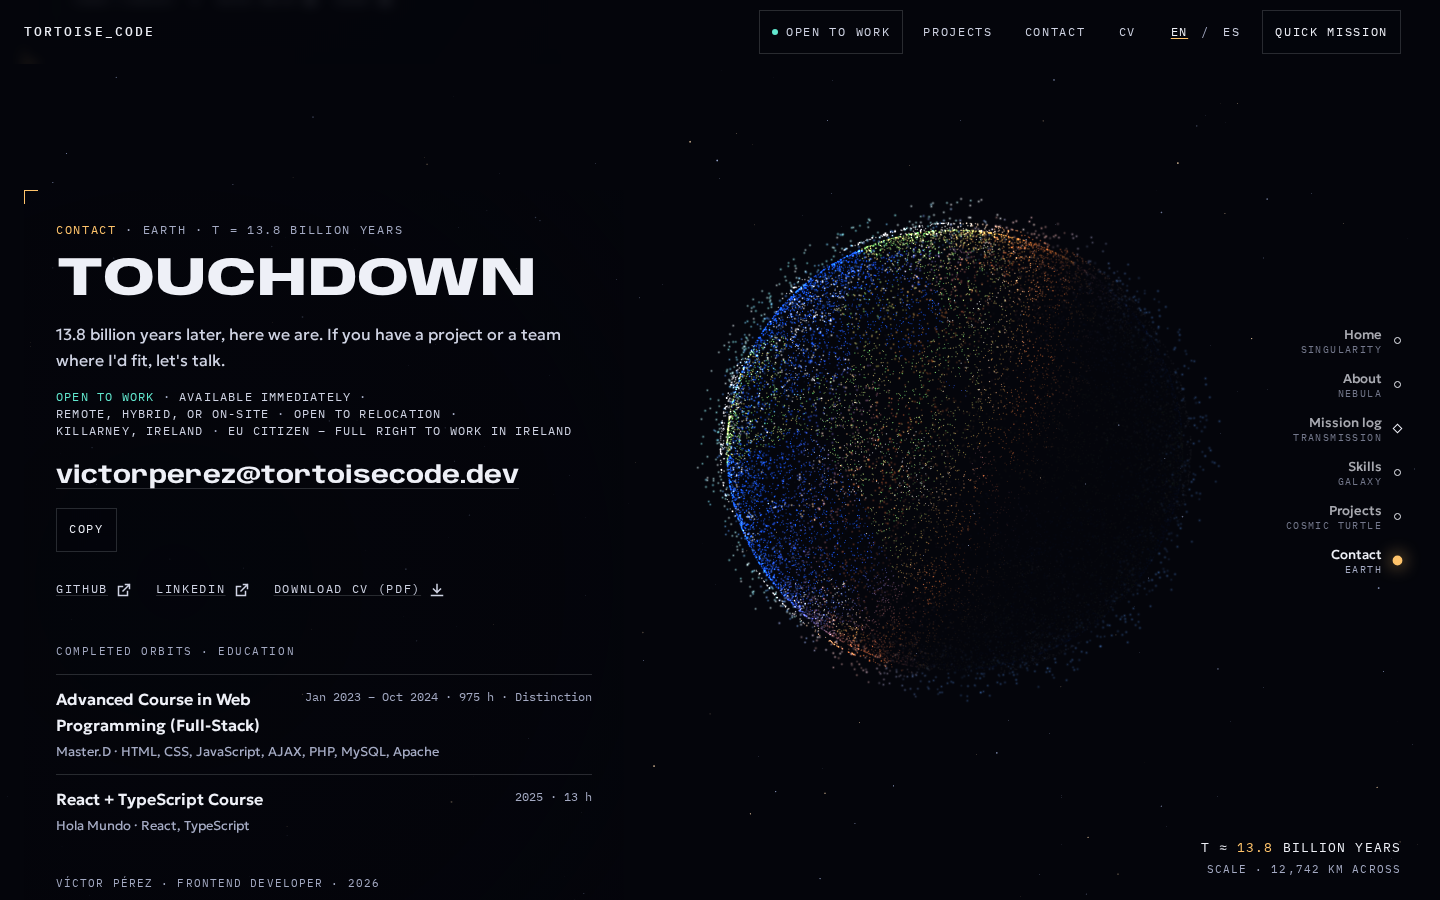 TORTOISE_CODE
OPEN TO WORK
PROJECTS
CONTACT
CV
EN / ES
QUICK MISSION
CONTACT · EARTH · T = 13.8 BILLION YEARS
TOUCHDOWN
13.8 billion years later, here we are. If you have a project or a team
where I'd fit, let's talk.
OPEN TO WORK · AVAILABLE IMMEDIATELY ·
REMOTE, HYBRID, OR ON-SITE · OPEN TO RELOCATION ·
KILLARNEY, IRELAND · EU CITIZEN – FULL RIGHT TO WORK IN IRELAND
victorperez@tortoisecode.dev
COPY
GITHUB
LINKEDIN
DOWNLOAD CV (PDF)
COMPLETED ORBITS · EDUCATION
Advanced Course in Web
Programming (Full-Stack)
Jan 2023 – Oct 2024 · 975 h · Distinction
Master.D · HTML, CSS, JavaScript, AJAX, PHP, MySQL, Apache
React + TypeScript Course
2025 · 13 h
Hola Mundo · React, TypeScript
VÍCTOR PÉREZ · FRONTEND DEVELOPER · 2026
Home
SINGULARITY
About
NEBULA
Mission log
TRANSMISSION
Skills
GALAXY
Projects
COSMIC TURTLE
Contact
EARTH
T ≈ 13.8 BILLION YEARS
SCALE · 12,742 KM ACROSS